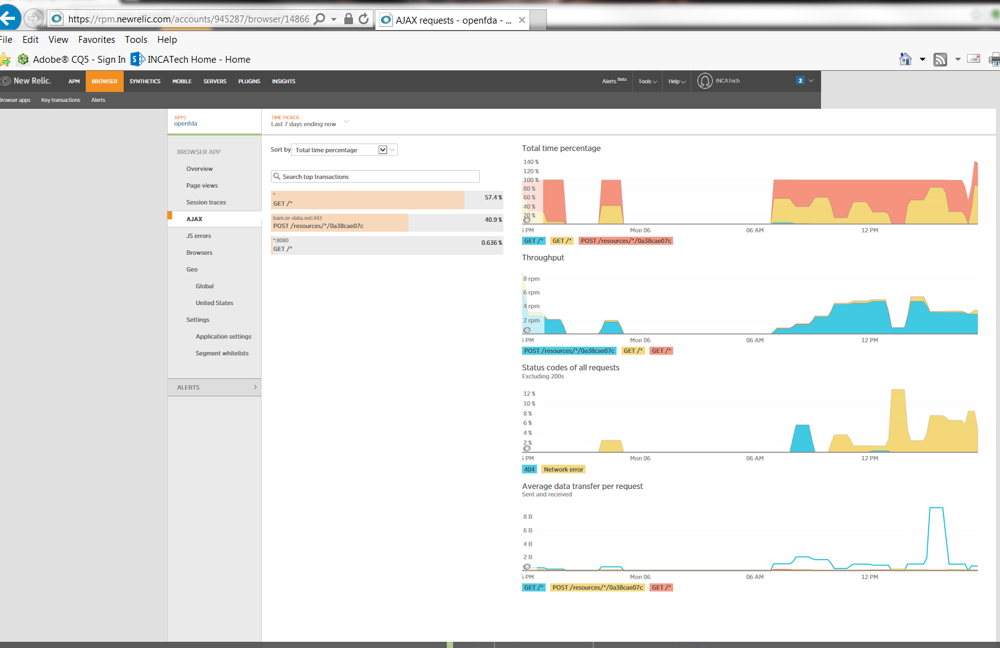 https://rpm.newrelic.com/accounts/945287/browser/14866
AJAX requests - openfda - ...
File Edit View Favorites Tools Help
Adobe® CQ5 - Sign In INCATech Home - Home
New Relic. APM BROWSER SYNTHETICS MOBILE SERVERS PLUGINS INSIGHTS Alerts Beta Tools Help INCATech 2
Browser apps Key transactions Alerts
APPS
openfda
TIME PICKER
Last 7 days ending now
BROWSER APP
Overview
Page views
Session traces
AJAX
JS errors
Browsers
Geo
Global
United States
Settings
Application settings
Segment whitelists
ALERTS
Sort by Total time percentage
Search top transactions
*
GET /* 57.4 %
bam.nr-data.net:443
POST /resources/*/0a38cae07c 40.9 %
*:8080
GET /* 0.636 %
Total time percentage
140 %
120 %
100 %
80 %
60 %
40 %
20 %
5 PM Mon 06 06 AM 12 PM
GET /* GET /* POST /resources/*/0a38cae07c
Throughput
8 rpm
6 rpm
4 rpm
2 rpm
5 PM Mon 06 06 AM 12 PM
POST /resources/*/0a38cae07c GET /* GET /*
Status codes of all requests
Excluding 200s
12 %
10 %
8 %
6 %
4 %
2 %
5 PM Mon 06 06 AM 12 PM
404 Network error
Average data transfer per request
Sent and received
8 B
6 B
4 B
2 B
5 PM Mon 06 06 AM 12 PM
GET /* POST /resources/*/0a38cae07c GET /*